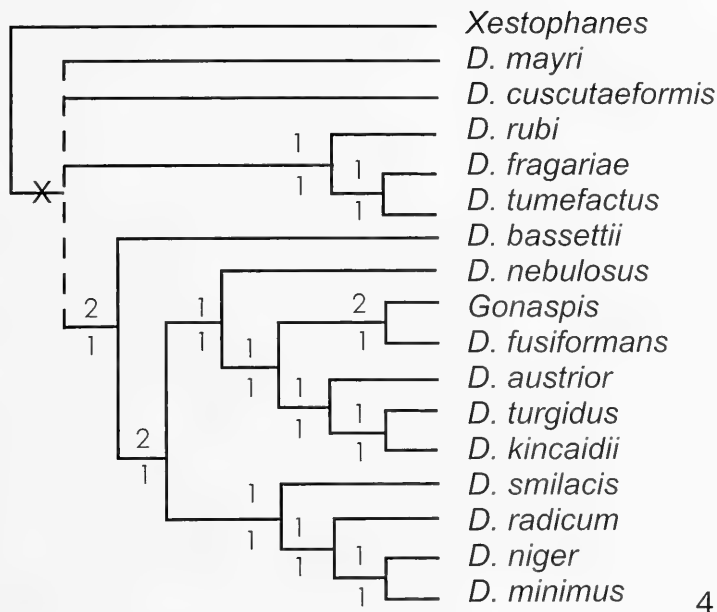 Xestophanes
D. mayri
D. cuscutaeformis
D. rubi
1
1
D. fragariae
1
1
D. tumefactus
D. bassettii
2
1
D. nebulosus
1
1
Gonaspis
2
1
D. fusiformans
1
1
D. austrior
1
1
D. turgidus
1
1
D. kincaidii
2
1
D. smilacis
1
1
D. radicum
1
1
D. niger
1
1
D. minimus
X
4